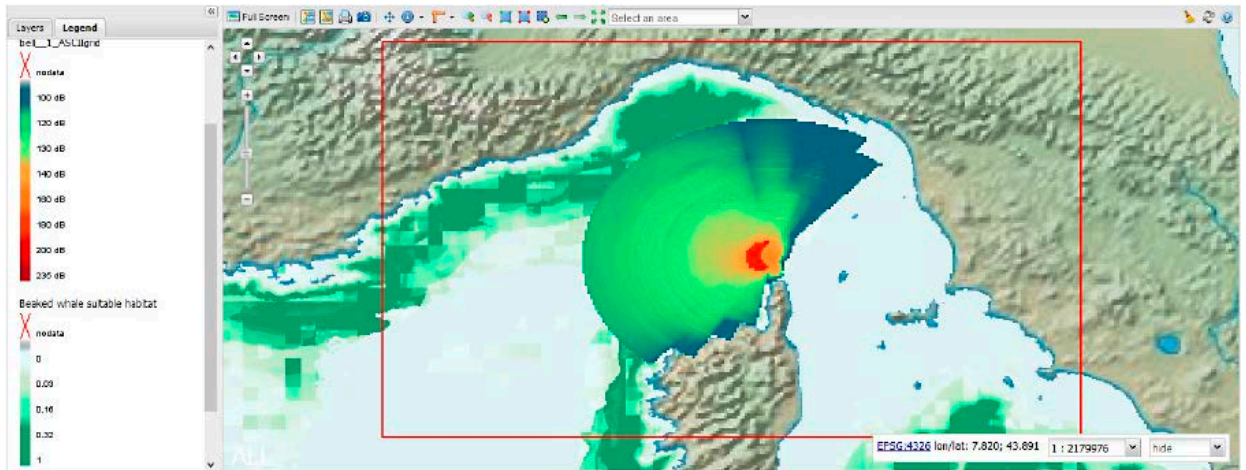 Full Screen
Select an area
Layers Legend
bell__1_ASCIIgrid
nodata
100 dB
120 dB
130 dB
140 dB
160 dB
180 dB
200 dB
235 dB
Beaked whale suitable habitat
nodata
0
0.09
0.16
0.32
1
EPSG:4326 lon/lat: 7.820; 43.891 1 : 2179976 hide